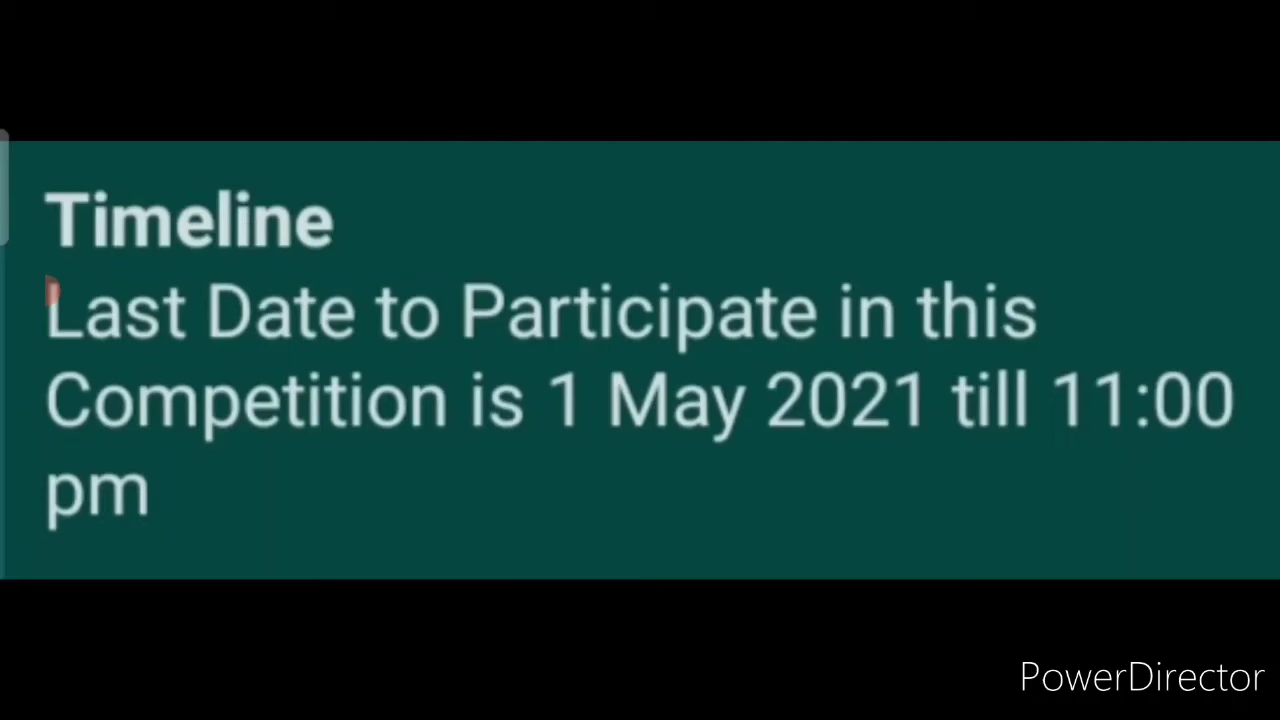 Timeline
Last Date to Participate in this
Competition is 1 May 2021 till 11:00
pm
PowerDirector